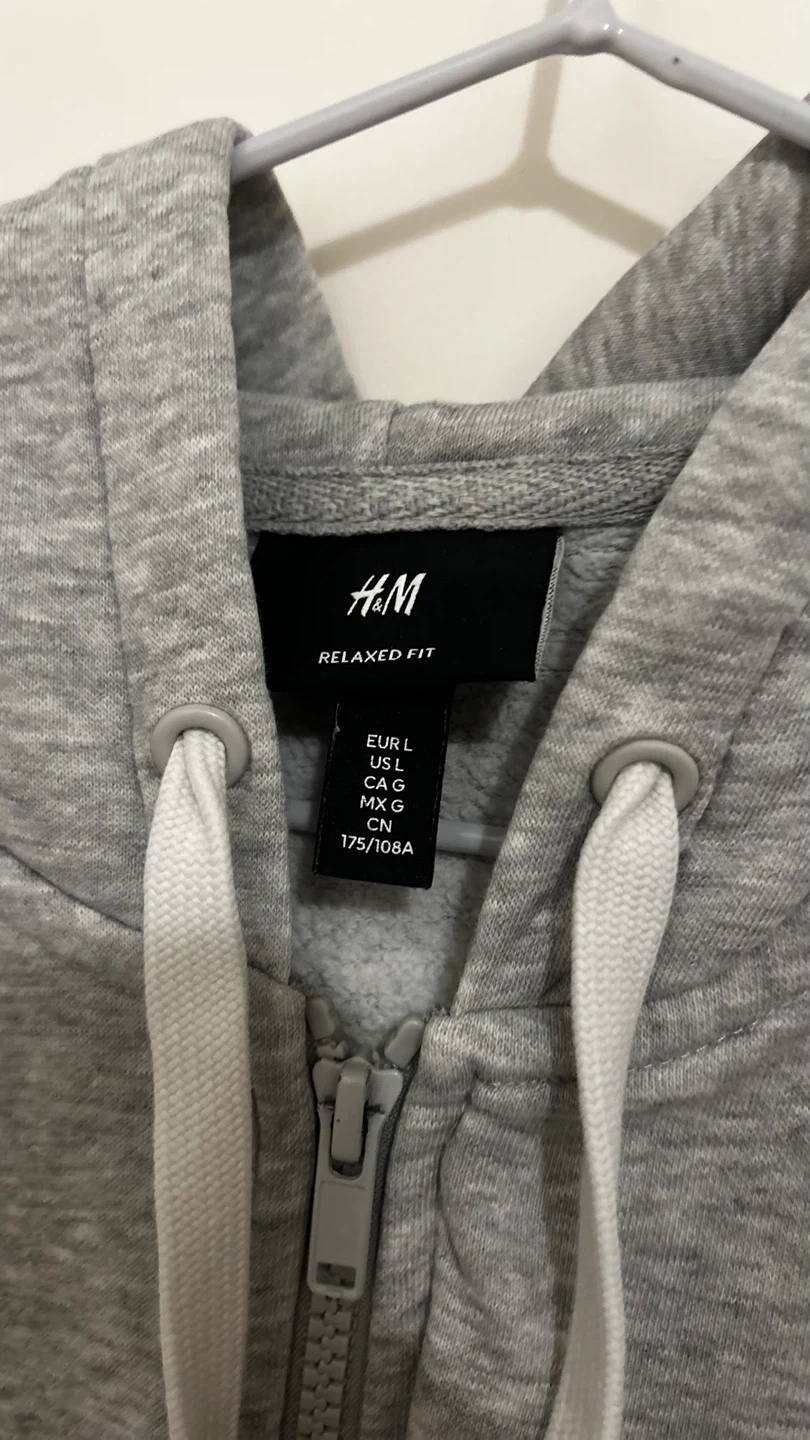 H&M
RELAXED FIT
EUR L
US L
CA G
MX G
CN
175/108A